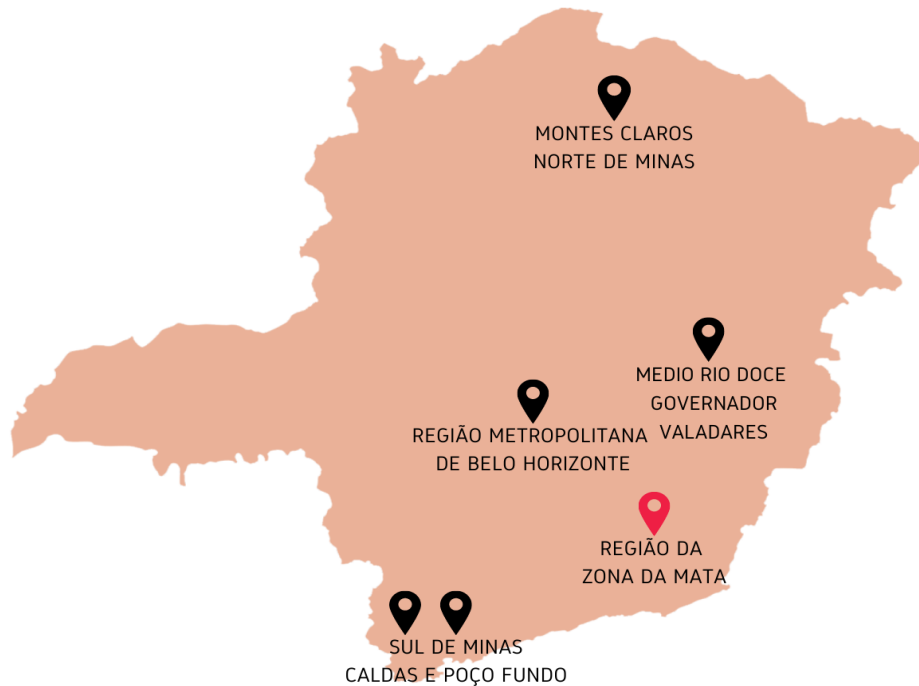 MONTES CLAROS
NORTE DE MINAS
MEDIO RIO DOCE
GOVERNADOR
VALADARES
REGIÃO METROPOLITANA
DE BELO HORIZONTE
REGIÃO DA
ZONA DA MATA
SUL DE MINAS
CALDAS E POÇO FUNDO